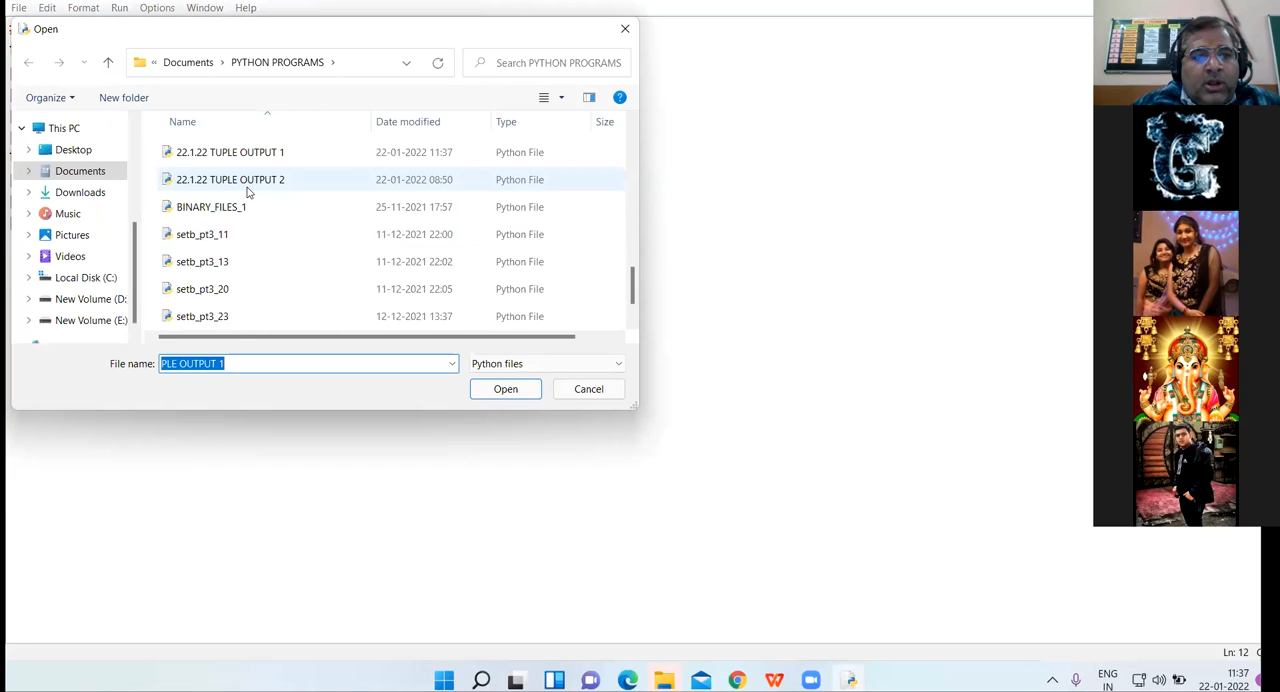 File Edit Format Run Options Window Help
Open
« Documents › PYTHON PROGRAMS ›
Search PYTHON PROGRAMS
Organize
New folder
Name Date modified Type Size
This PC
Desktop
Documents
Downloads
Music
Pictures
Videos
Local Disk (C:)
New Volume (D:
New Volume (E:)
22.1.22 TUPLE OUTPUT 1 22-01-2022 11:37 Python File
22.1.22 TUPLE OUTPUT 2 22-01-2022 08:50 Python File
BINARY_FILES_1 25-11-2021 17:57 Python File
setb_pt3_11 11-12-2021 22:00 Python File
setb_pt3_13 11-12-2021 22:02 Python File
setb_pt3_20 11-12-2021 22:05 Python File
setb_pt3_23 12-12-2021 13:37 Python File
File name: PLE OUTPUT 1 Python files
Open Cancel
G
Ln: 12
ENG
IN
11:37
22-01-2022